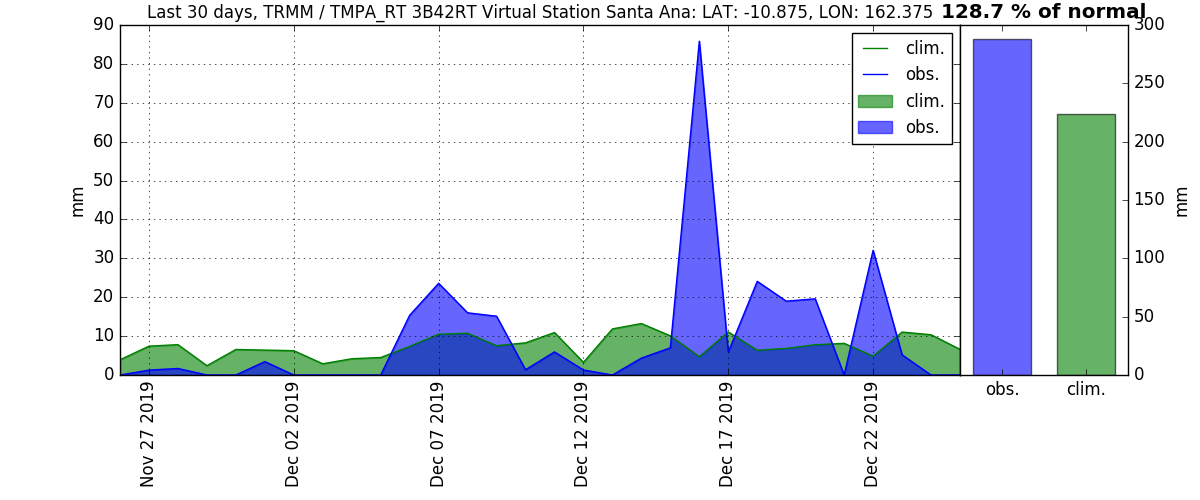 Last 30 days, TRMM / TMPA_RT 3B42RT Virtual Station Santa Ana: LAT: -10.875, LON: 162.375 128.7 % of normal
90
80
70
60
50
40
30
20
10
0
mm
clim.
obs.
clim.
obs.
300
250
200
150
100
50
0
mm
Nov 27 2019
Dec 02 2019
Dec 07 2019
Dec 12 2019
Dec 17 2019
Dec 22 2019
obs.
clim.